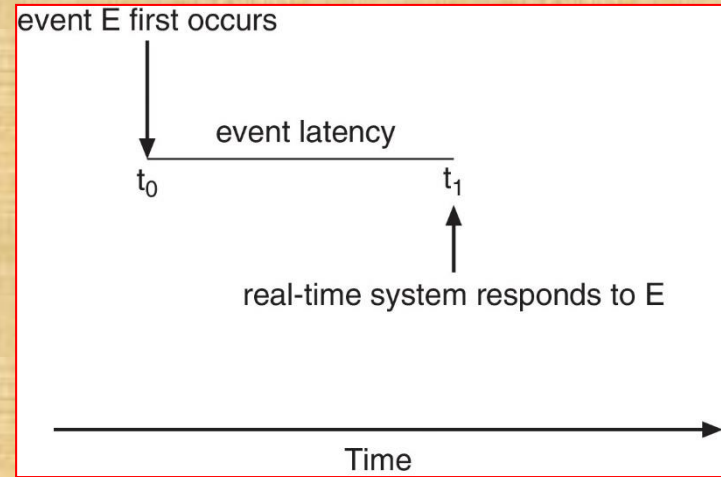 event E first occurs
event latency
t₀ t₁
real-time system responds to E
Time